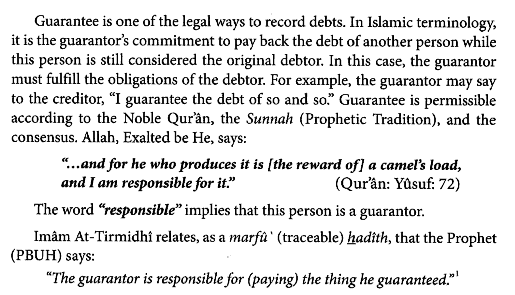 Guarantee is one of the legal ways to record debts. In Islamic terminology,
it is the guarantor's commitment to pay back the debt of another person while
this person is still considered the original debtor. In this case, the guarantor
must fulfill the obligations of the debtor. For example, the guarantor may say
to the creditor, "I guarantee the debt of so and so." Guarantee is permissible
according to the Noble Qur'ân, the Sunnah (Prophetic Tradition), and the
consensus. Allah, Exalted be He, says:
"...and for he who produces it is [the reward of] a camel's load,
and I am responsible for it." (Qur'ân: Yûsuf: 72)
The word "responsible" implies that this person is a guarantor.
Imâm At-Tirmidhî relates, as a marfû‘ (traceable) hadîth, that the Prophet
(PBUH) says:
"The guarantor is responsible for (paying) the thing he guaranteed."¹